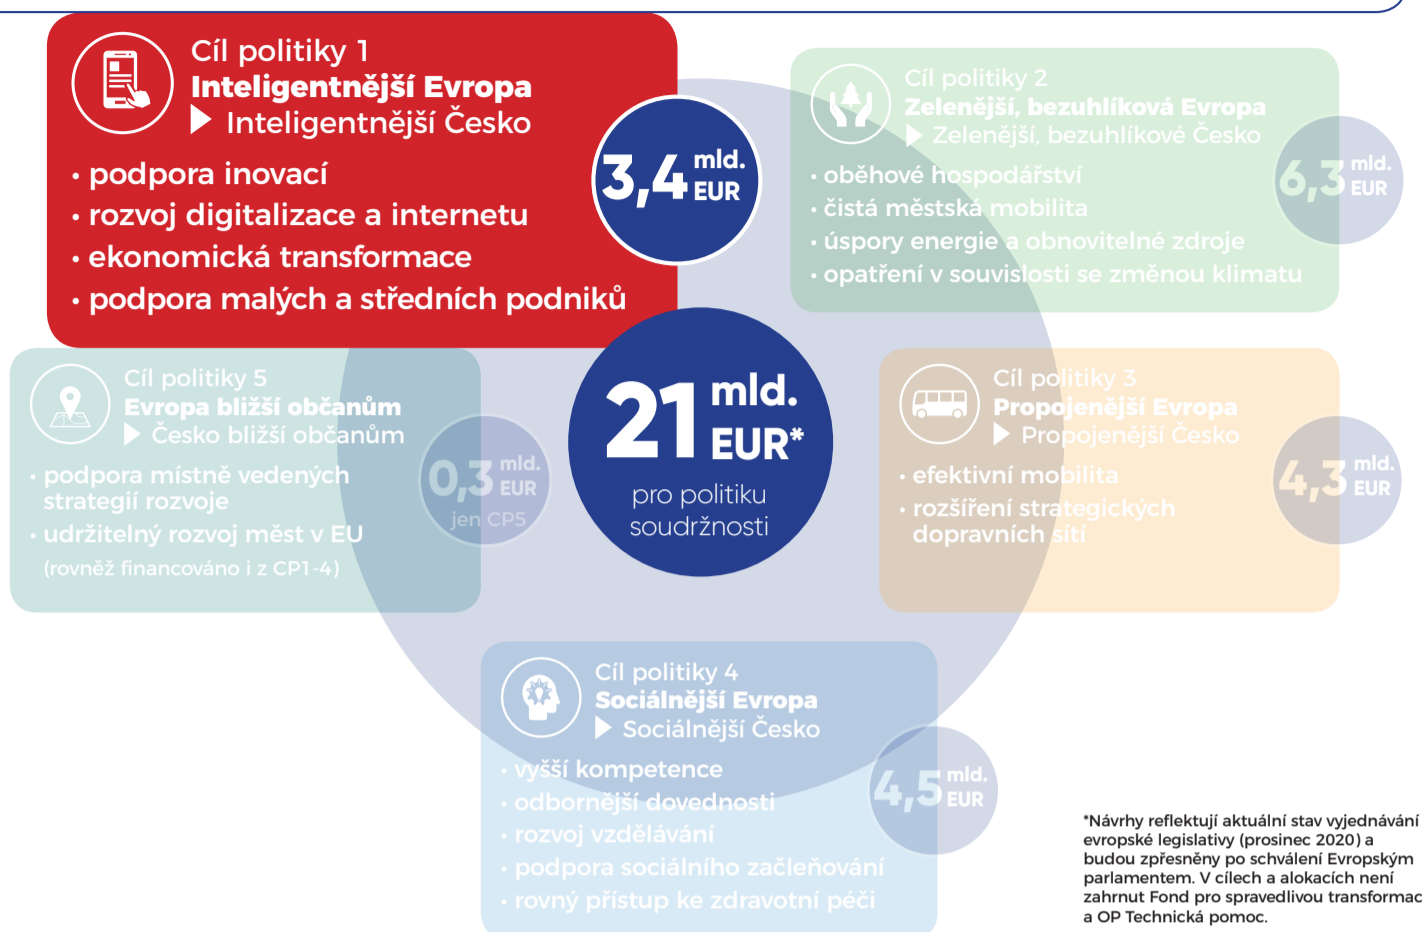 Cíl politiky 1
Inteligentnější Evropa
Inteligentnější Česko
• podpora inovací
• rozvoj digitalizace a internetu
• ekonomická transformace
• podpora malých a středních podniků
3,4 mld. EUR
Cíl politiky 2
Zelenější, bezuhlíková Evropa
Zelenější, bezuhlíkové Česko
• oběhové hospodářství
• čistá městská mobilita
• úspory energie a obnovitelné zdroje
• opatření v souvislosti se změnou klimatu
6,3 mld. EUR
21 mld. EUR*
pro politiku
soudržnosti
Cíl politiky 5
Evropa bližší občanům
Česko bližší občanům
• podpora místně vedených
strategií rozvoje
• udržitelný rozvoj měst v EU
(rovněž financováno i z CP1-4)
0,3 mld. EUR
jen CP5
Cíl politiky 3
Propojenější Evropa
Propojenější Česko
• efektivní mobilita
• rozšíření strategických
dopravních sítí
4,3 mld. EUR
Cíl politiky 4
Sociálnější Evropa
Sociálnější Česko
• vyšší kompetence
• odbornější dovednosti
• rozvoj vzdělávání
• podpora sociálního začleňování
• rovný přístup ke zdravotní péči
4,5 mld. EUR
*Návrhy reflektují aktuální stav vyjednávání
evropské legislativy (prosinec 2020) a
budou zpřesněny po schválení Evropským
parlamentem. V cílech a alokacích není
zahrnut Fond pro spravedlivou transformac
a OP Technická pomoc.